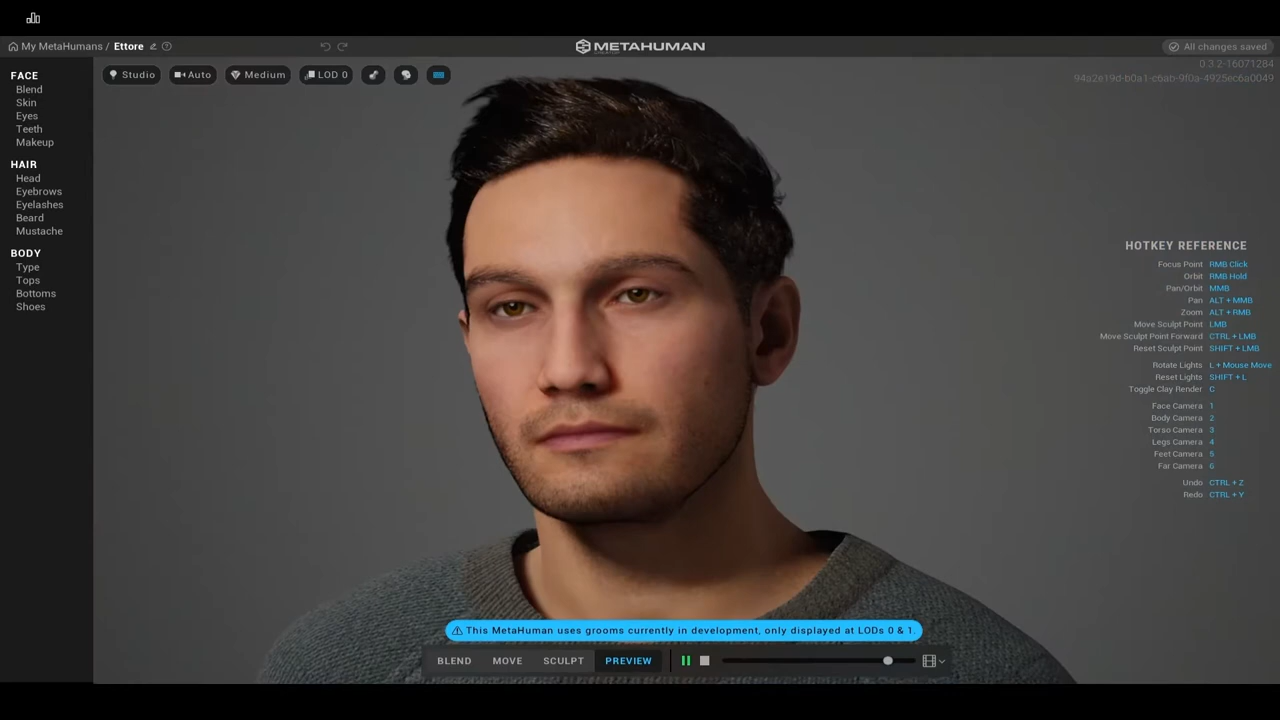 My MetaHumans / Ettore
METAHUMAN
All changes saved
0.3.2-16071284
94a2e19d-b0a1-c6ab-9f0a-4925ec6a0049
Studio
Auto
Medium
LOD 0
FACE
Blend
Skin
Eyes
Teeth
Makeup
HAIR
Head
Eyebrows
Eyelashes
Beard
Mustache
BODY
Type
Tops
Bottoms
Shoes
HOTKEY REFERENCE
Focus Point RMB Click
Orbit RMB Hold
Pan/Orbit MMB
Pan ALT + MMB
Zoom ALT + RMB
Move Sculpt Point LMB
Move Sculpt Point Forward CTRL + LMB
Reset Sculpt Point SHIFT + LMB
Rotate Lights L + Mouse Move
Reset Lights SHIFT + L
Toggle Clay Render C
Face Camera 1
Body Camera 2
Torso Camera 3
Legs Camera 4
Feet Camera 5
Far Camera 6
Undo CTRL + Z
Redo CTRL + Y
This MetaHuman uses grooms currently in development, only displayed at LODs 0 & 1.
BLEND MOVE SCULPT PREVIEW